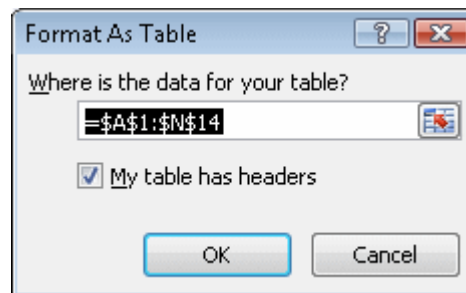 Format As Table
Where is the data for your table?
=$A$1:$N$14
My table has headers
OK
Cancel